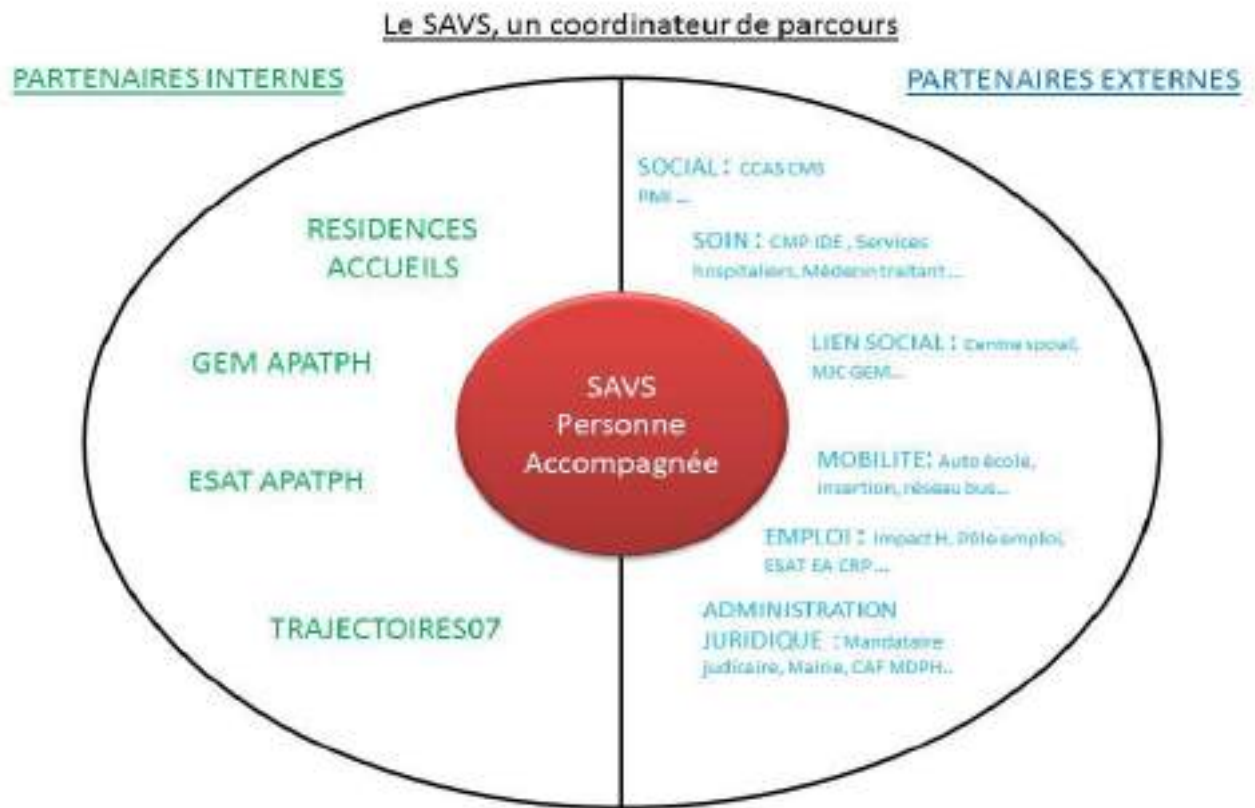 Le SAVS, un coordinateur de parcours
PARTENAIRES INTERNES
PARTENAIRES EXTERNES
RESIDENCES
ACCUEILS
GEM APATPH
ESAT APATPH
TRAJECTOIRES07
SAVS
Personne
Accompagnée
SOCIAL : CCAS CMS
PMI ...
SOIN : CMP IDE , Services
hospitaliers, Médecin traitant...
LIEN SOCIAL : Centre social,
MJC GEM...
MOBILITE: Auto école,
insertion, réseau bus...
EMPLOI : Impact H, Pôle emploi,
ESAT EA CRP...
ADMINISTRATION
JURIDIQUE : Mandataire
judicaire, Mairie, CAF MDPH..